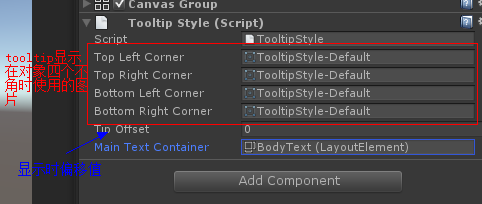 Canvas Group
Tooltip Style (Script)
Script TooltipStyle
Top Left Corner TooltipStyle-Default
Top Right Corner TooltipStyle-Default
Bottom Left Corner TooltipStyle-Default
Bottom Right Corner TooltipStyle-Default
Tip Offset 0
Main Text Container BodyText (LayoutElement)
Add Component
tooltip显示
在对象四个不
角时使用的图
片
显示时偏移值